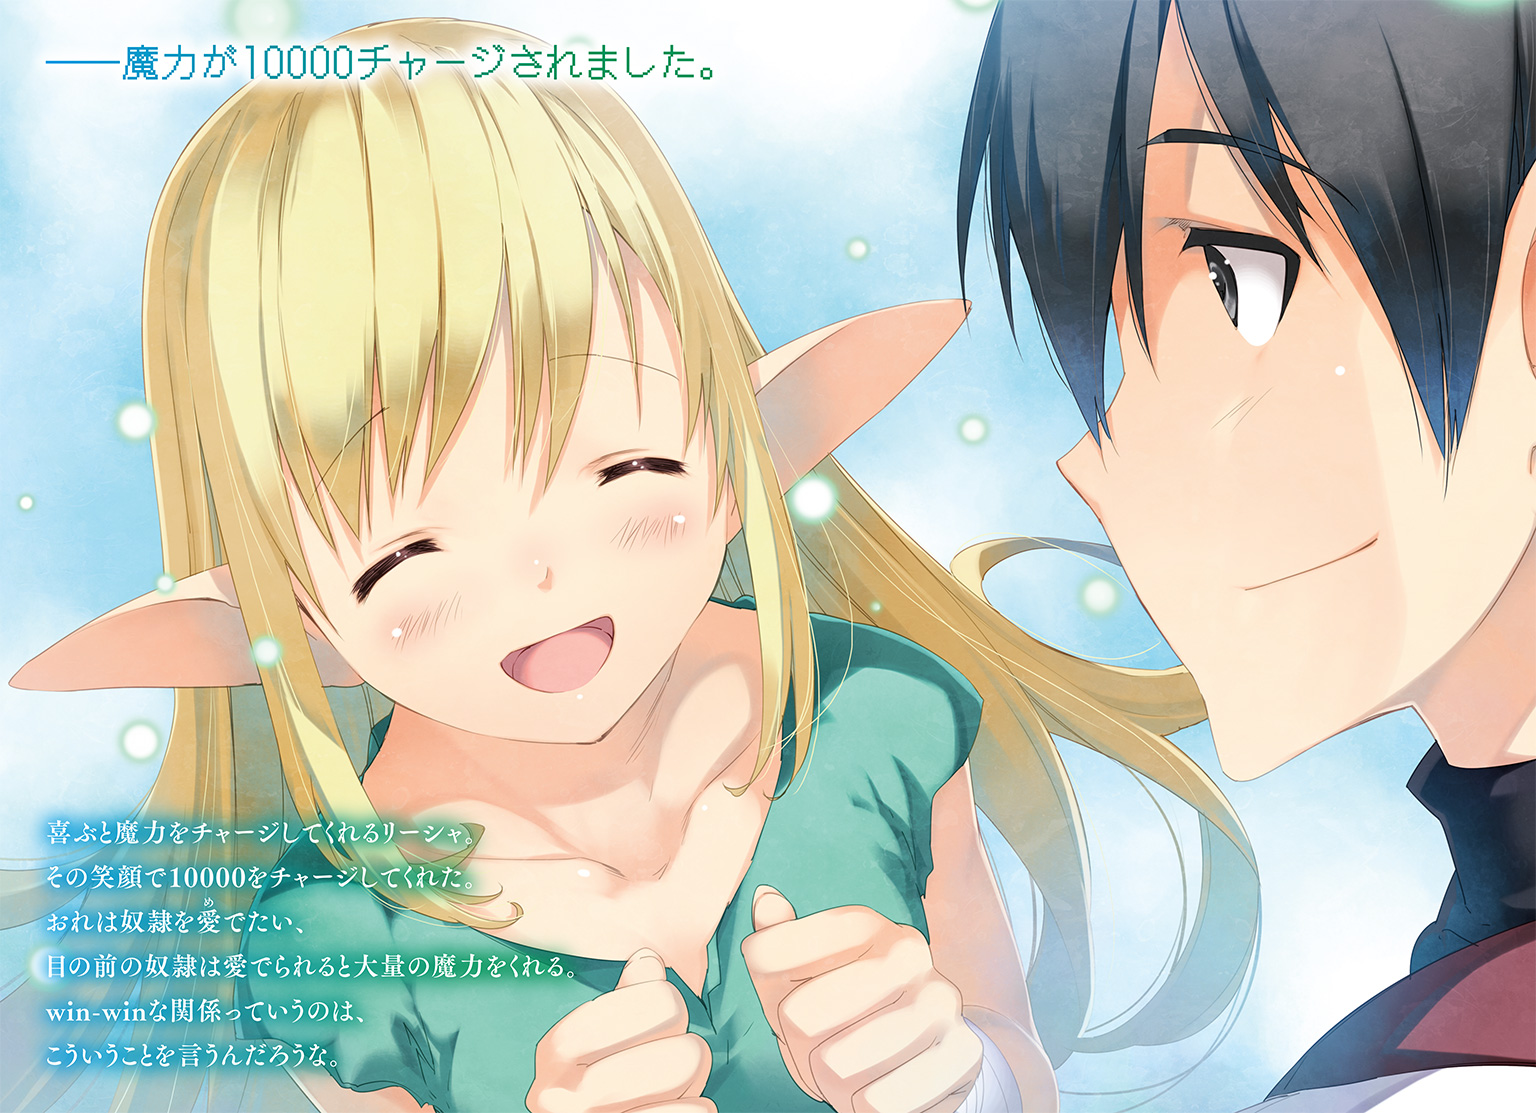 ――魔力が10000チャージされました。
喜ぶと魔力をチャージしてくれるリーシャ。
その笑顔で10000をチャージしてくれた。
おれは奴隷を愛でたい、
目の前の奴隷は愛でられると大量の魔力をくれる。
win-winな関係っていうのは、
こういうことを言うんだろうな。